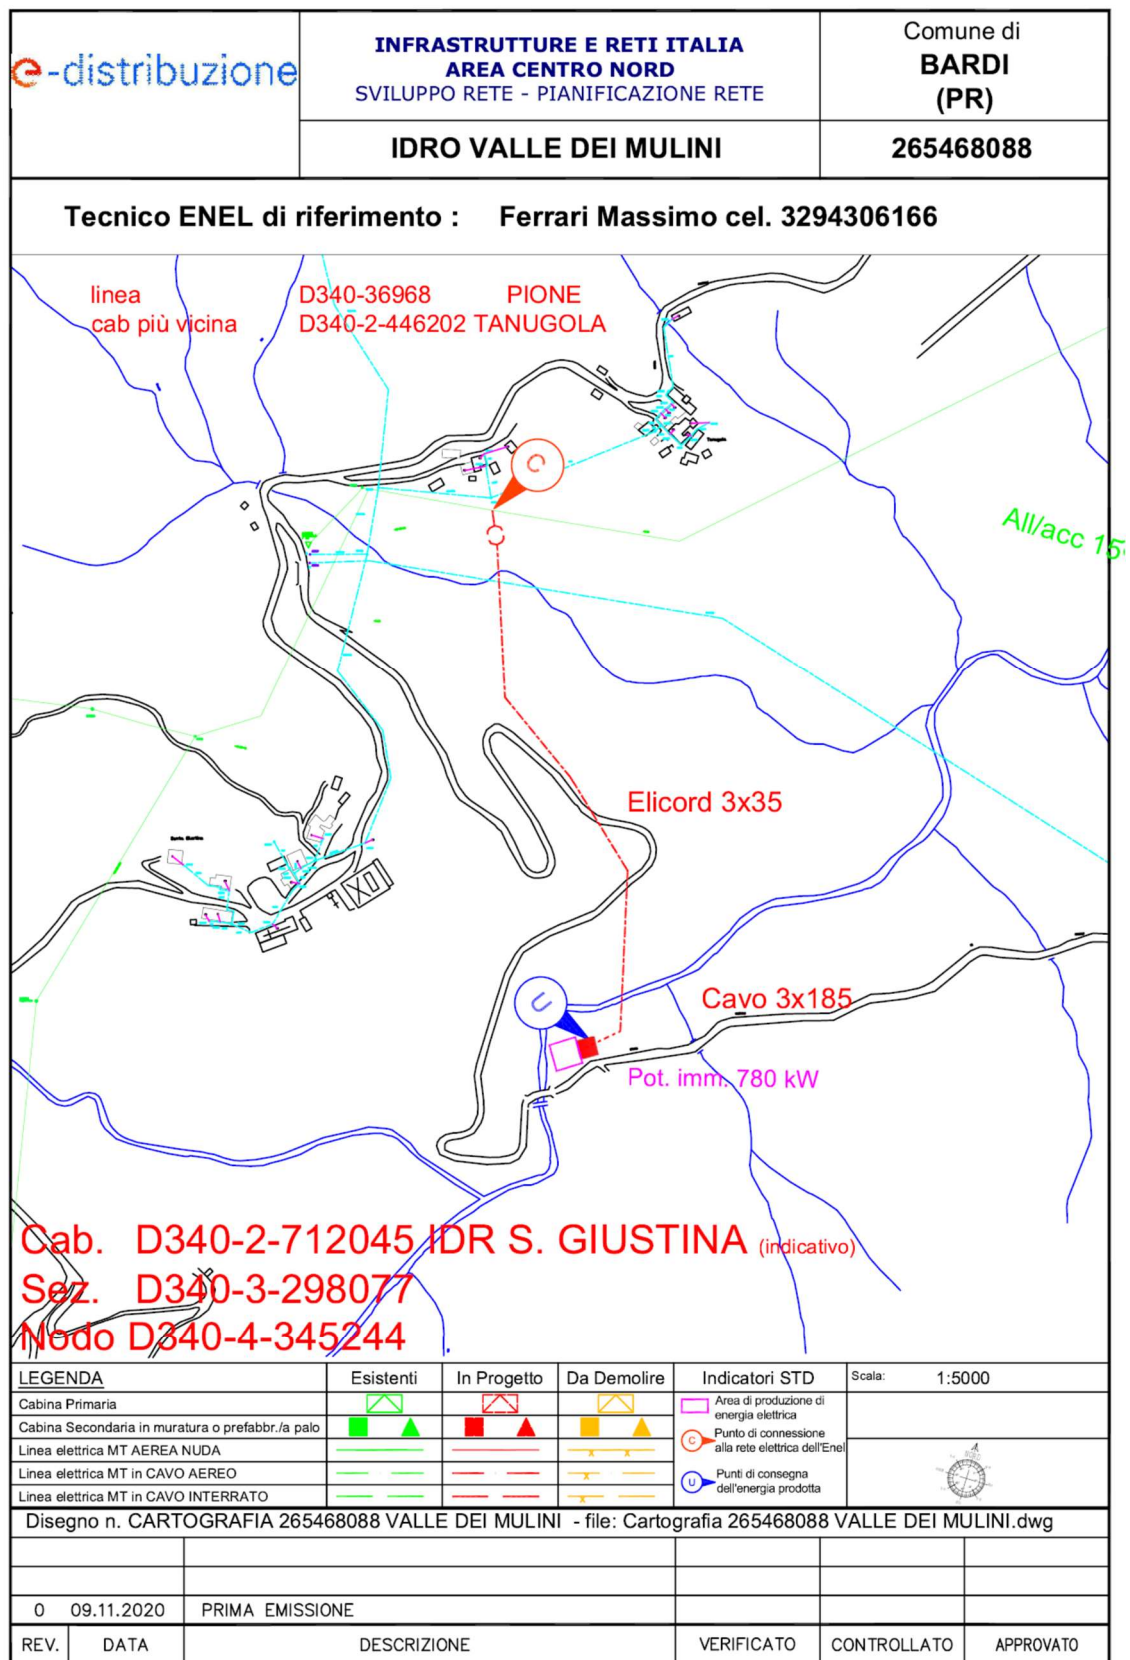 e-distribuzione
INFRASTRUTTURE E RETI ITALIA
AREA CENTRO NORD
SVILUPPO RETE - PIANIFICAZIONE RETE
Comune di
BARDI
(PR)
IDRO VALLE DEI MULINI
265468088
Tecnico ENEL di riferimento : Ferrari Massimo cel. 3294306166
linea D340-36968 PIONE
cab più vicina D340-2-446202 TANUGOLA
C
Tanugola
All/acc 15
Elicord 3x35
U
Cavo 3x185
Pot. imm. 780 kW
Cab. D340-2-712045 IDR S. GIUSTINA (indicativo)
Sez. D340-3-298077
Nodo D340-4-345244
LEGENDA Esistenti In Progetto Da Demolire Indicatori STD Scala: 1:5000
Cabina Primaria
Cabina Secondaria in muratura o prefabbr./a palo
Linea elettrica MT AEREA NUDA
Linea elettrica MT in CAVO AEREO
Linea elettrica MT in CAVO INTERRATO
Area di produzione di
energia elettrica
C Punto di connessione
alla rete elettrica dell'Enel
U Punti di consegna
dell'energia prodotta
Disegno n. CARTOGRAFIA 265468088 VALLE DEI MULINI - file: Cartografia 265468088 VALLE DEI MULINI.dwg
0 09.11.2020 PRIMA EMISSIONE
REV. DATA DESCRIZIONE VERIFICATO CONTROLLATO APPROVATO